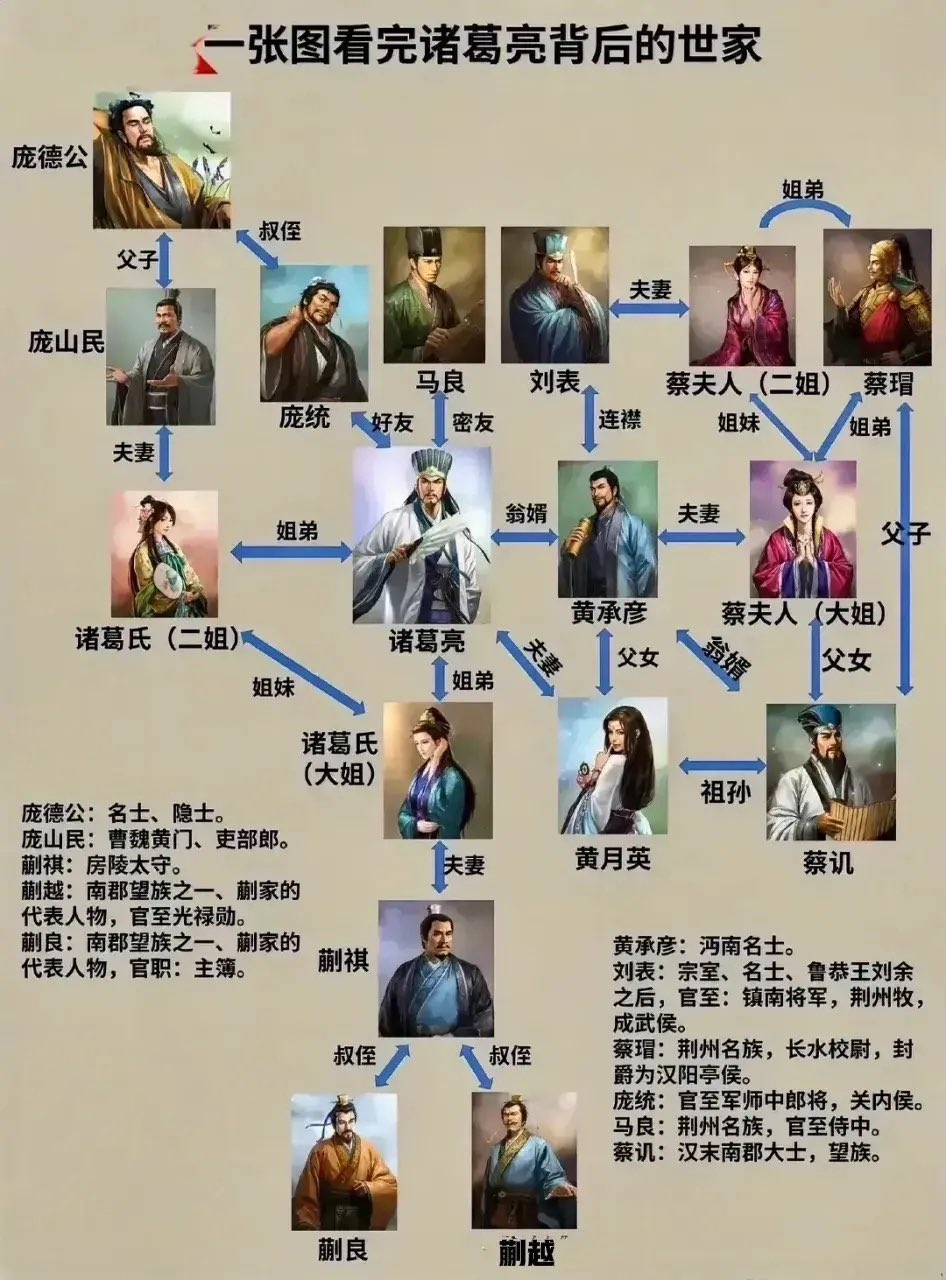 一张图看完诸葛亮背后的世家
庞德公
父子
叔侄
姐弟
庞山民
夫妻
庞统
好友
马良
密友
刘表
连襟
夫妻
蔡夫人（二姐）
蔡瑁
姐妹
姐弟
父子
诸葛氏（二姐）
姐弟
诸葛亮
翁婿
黄承彦
夫妻
蔡夫人（大姐）
姐妹
姐弟
夫妻
父女
翁婿
父女
诸葛氏
（大姐）
黄月英
祖孙
蔡讥
夫妻
蒯祺
叔侄
叔侄
蒯良
蒯越
庞德公：名士、隐士。
庞山民：曹魏黄门、吏部郎。
蒯祺：房陵太守。
蒯越：南郡望族之一、蒯家的
代表人物，官至光禄勋。
蒯良：南郡望族之一、蒯家的
代表人物，官职：主簿。
黄承彦：沔南名士。
刘表：宗室、名士、鲁恭王刘余
之后，官至：镇南将军，荆州牧，
成武侯。
蔡瑁：荆州名族，长水校尉，封
爵为汉阳亭侯。
庞统：官至军师中郎将，关内侯。
马良：荆州名族，官至侍中。
蔡讥：汉末南郡大士，望族。